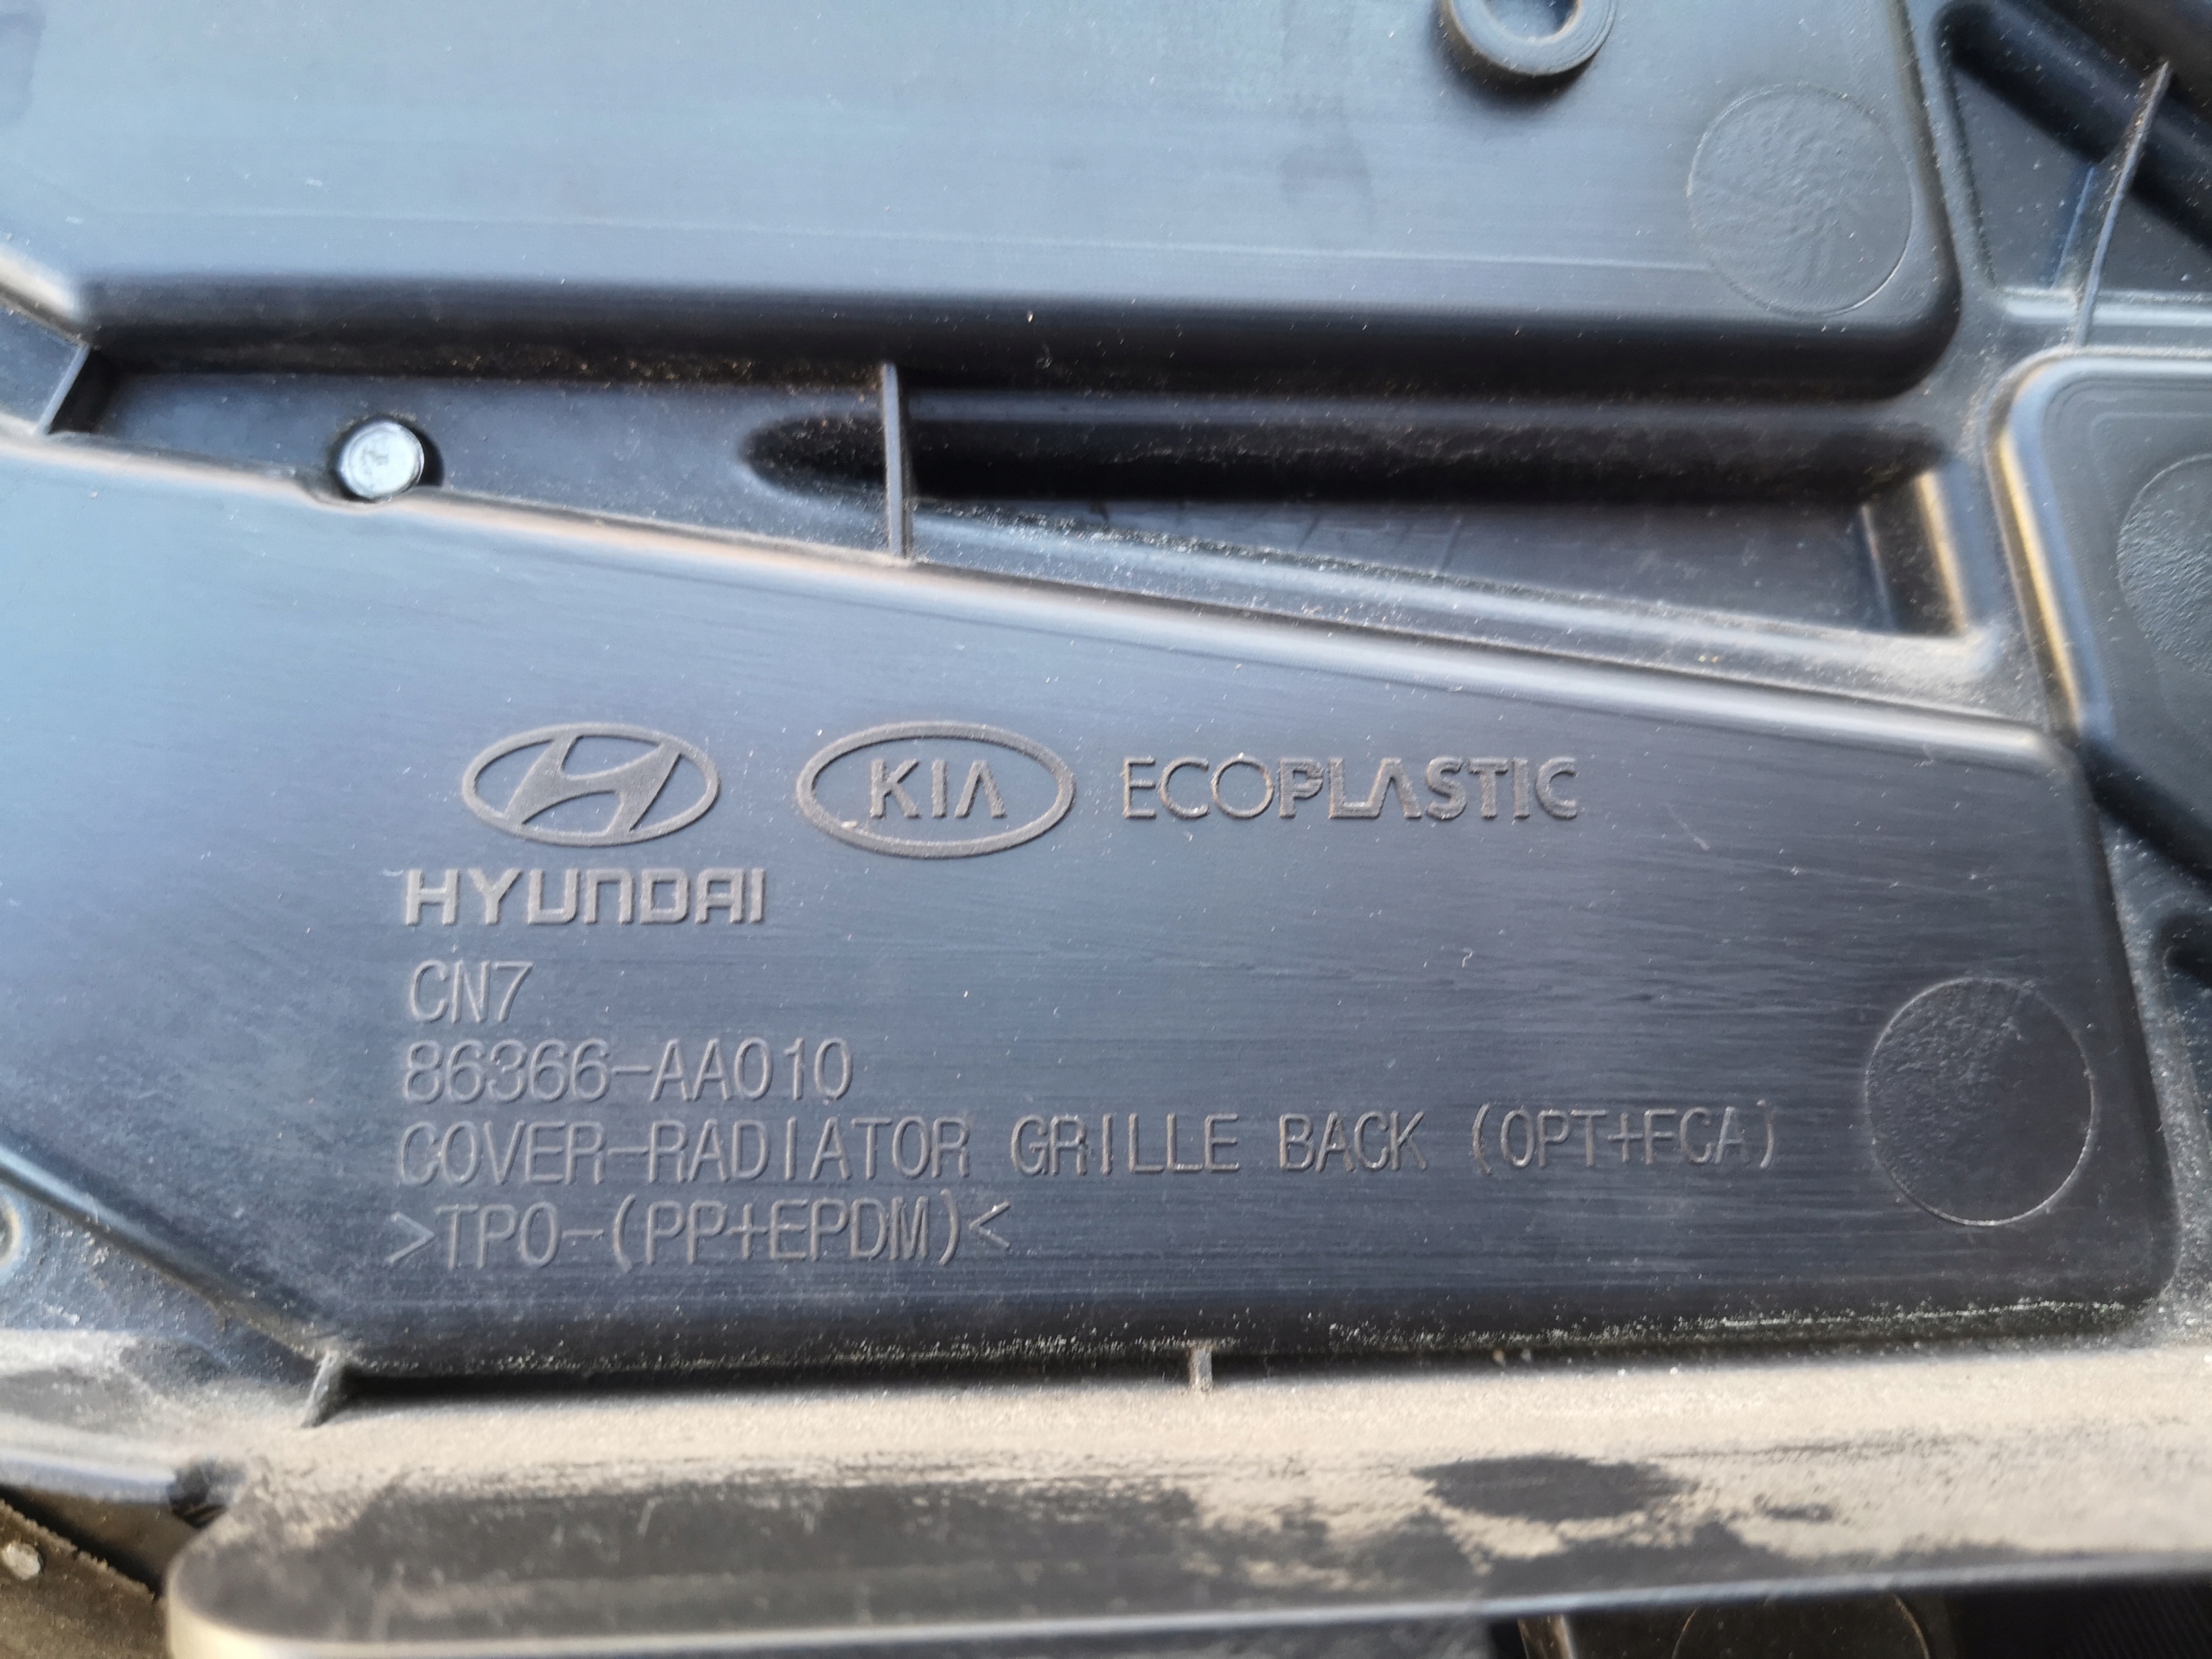 KIA ECOPLASTIC
HYUNDAI
CN7
86366-AA010
COVER-RADIATOR GRILLE BACK (OPT+FCA)
>TPO-(PP+EPDM)<